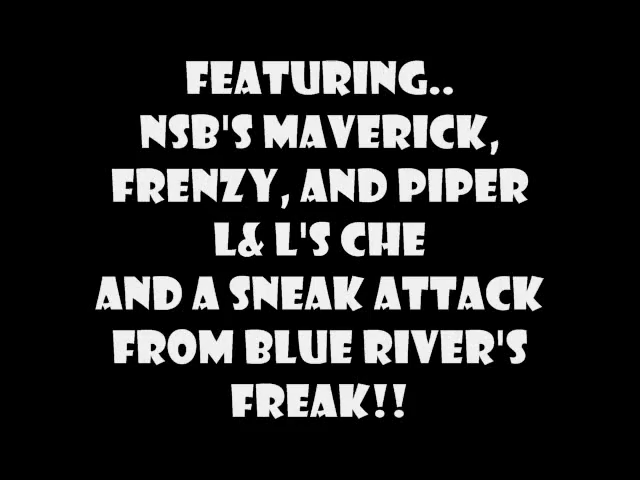 FEATURING..
NSB'S MAVERICK,
FRENZY, AND PIPER
L& L'S CHE
AND A SNEAK ATTACK
FROM BLUE RIVER'S
FREAK!!